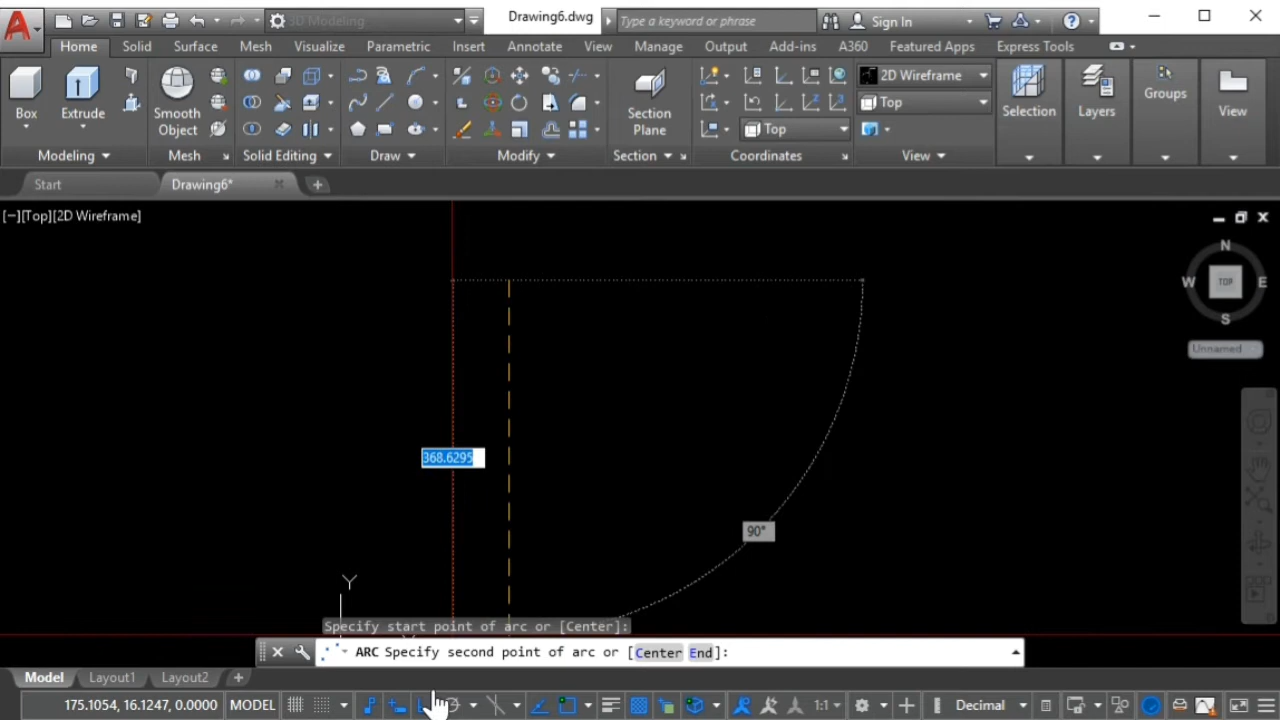 Drawing6.dwg
3D Modeling
Type a keyword or phrase
Sign In
Home Solid Surface Mesh Visualize Parametric Insert Annotate View Manage Output Add-ins A360 Featured Apps Express Tools
2D Wireframe
Top
Top
Box
Extrude
Smooth
Object
Section
Plane
Selection
Layers
Groups
View
Modeling Mesh Solid Editing Draw Modify Section Coordinates View
Start Drawing6*
[−][Top][2D Wireframe]
N
W TOP E
S
Unnamed
368.6295
90°
Y
Specify start point of arc or [Center]:
ARC Specify second point of arc or [Center End]:
Model Layout1 Layout2
175.1054, 16.1247, 0.0000 MODEL 1:1 Decimal